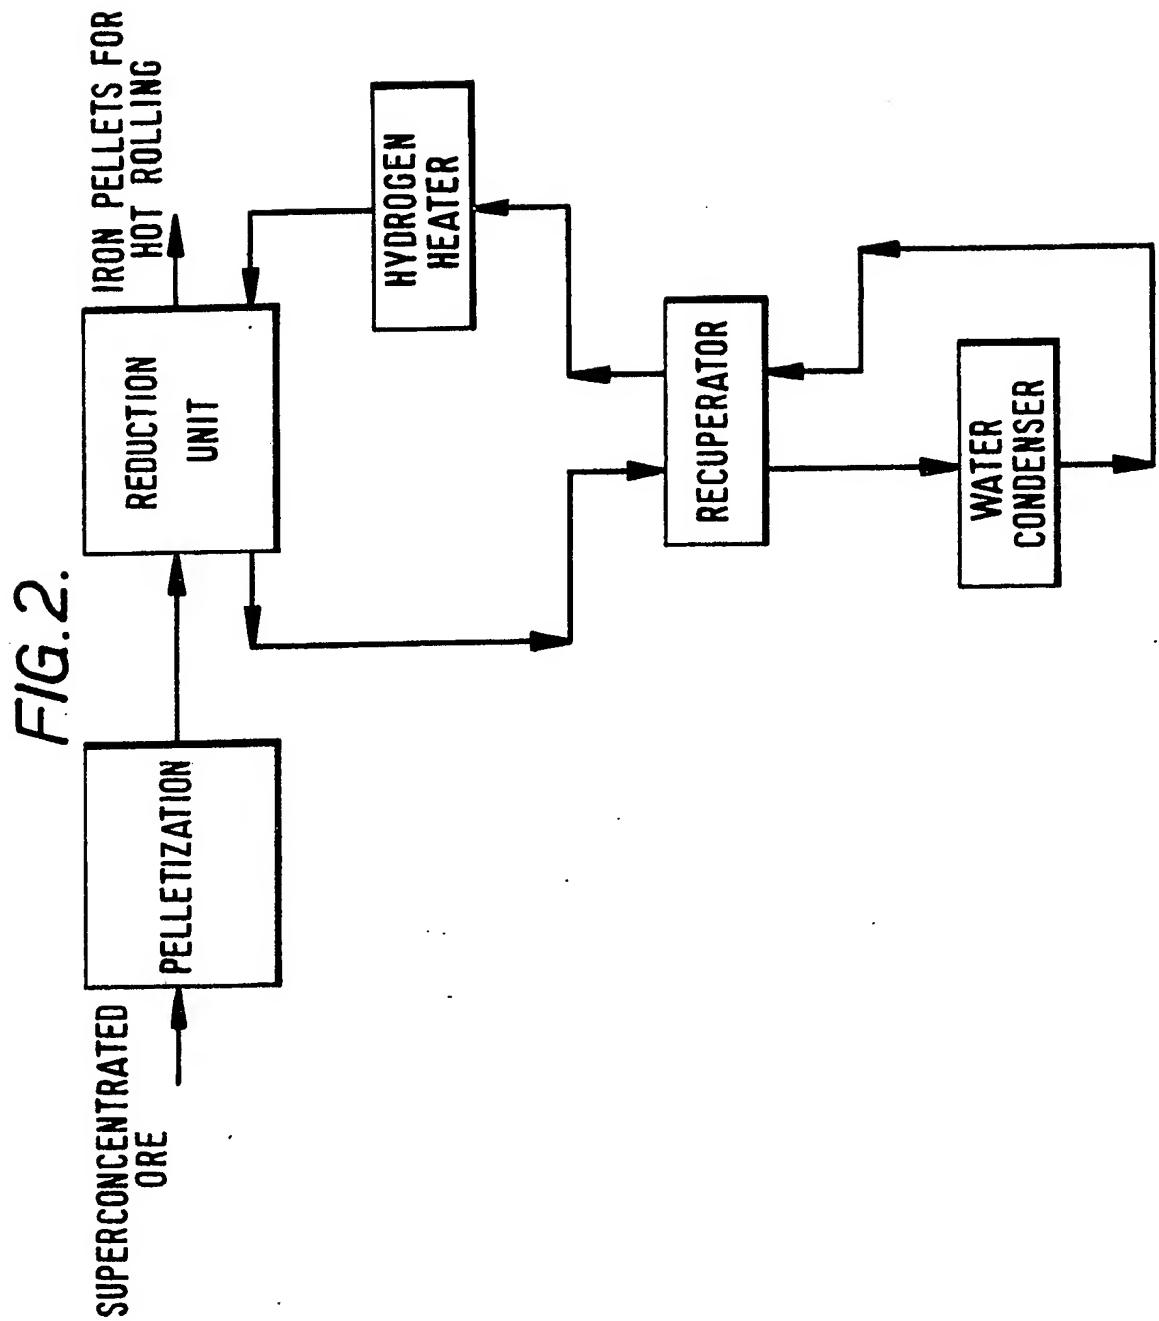 FIG. 2.
SUPERCONCENTRATED
ORE
PELLETIZATION
REDUCTION
UNIT
IRON PELLETS FOR
HOT ROLLING
HYDROGEN
HEATER
RECUPERATOR
WATER
CONDENSER